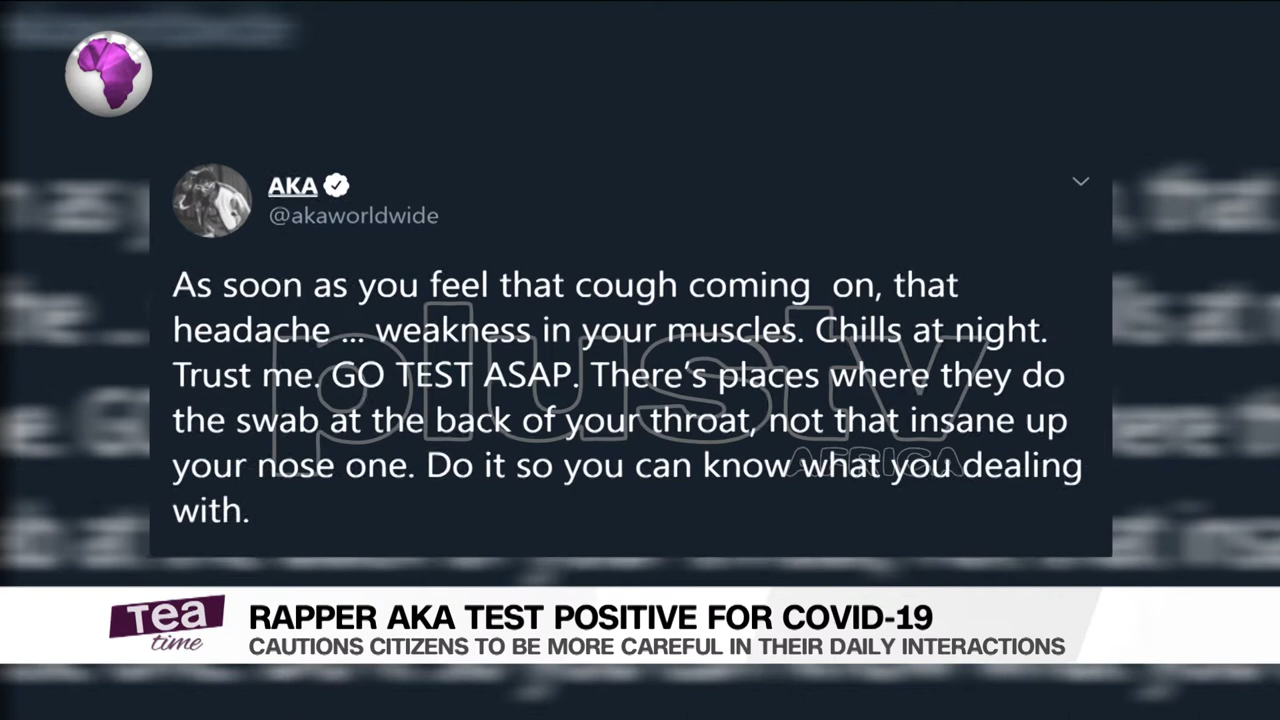 AKA
@akaworldwide
As soon as you feel that cough coming on, that
headache ... weakness in your muscles. Chills at night.
Trust me. GO TEST ASAP. There's places where they do
the swab at the back of your throat, not that insane up
your nose one. Do it so you can know what you dealing
with.
plustv
AFRICA
Tea
time
RAPPER AKA TEST POSITIVE FOR COVID-19
CAUTIONS CITIZENS TO BE MORE CAREFUL IN THEIR DAILY INTERACTIONS